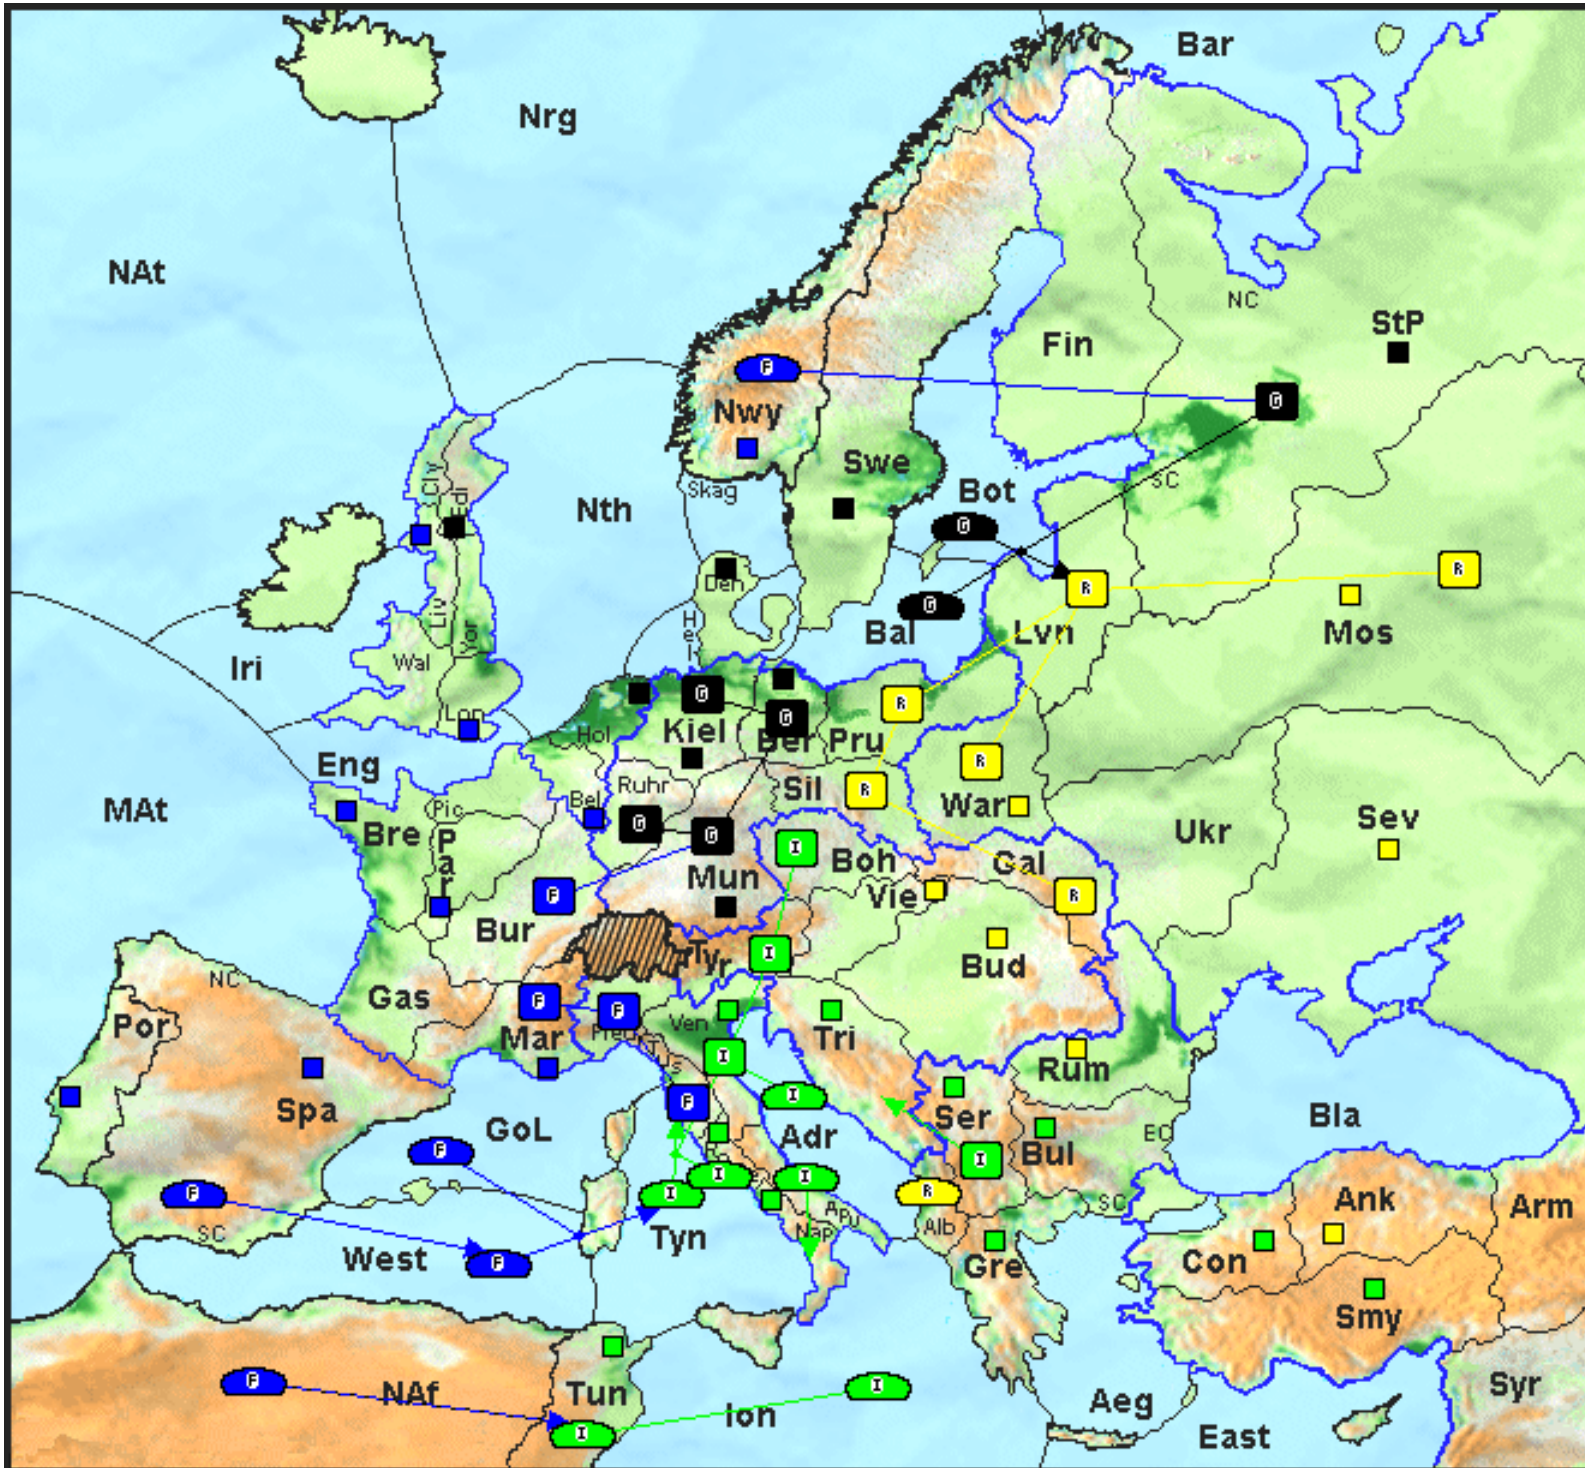 Bar
Nrg
NAt
NC
StP
Fin
F
G
Nwy
Swe
Cly
Edi
Skag
Bot
SC
Nth
G
R
Den
G
R
Liv
Yor
Hel
Bal
Lvn
Mos
Iri
Wal
Lon
G
R
G
Kiel
Ber
Pru
Hol
Eng
R
Ruhr
Sil
R
MAt
Pic
Bel
War
Bre
G
G
Ukr
Sev
Par
I
Boh
Gal
Mun
F
Vie
R
Bur
I
Tyr
Bud
NC
Gas
F
F
Por
Mar
Pied
Ven
Tri
Tus
I
Rum
Spa
F
I
Ser
Bla
GoL
Adr
Bul
EC
F
I
I
I
F
I
R
Ank
Arm
SC
SC
Apu
Nap
Alb
West
F
Tyn
Gre
Con
Smy
F
NAf
Tun
I
Syr
Ion
Aeg
I
East